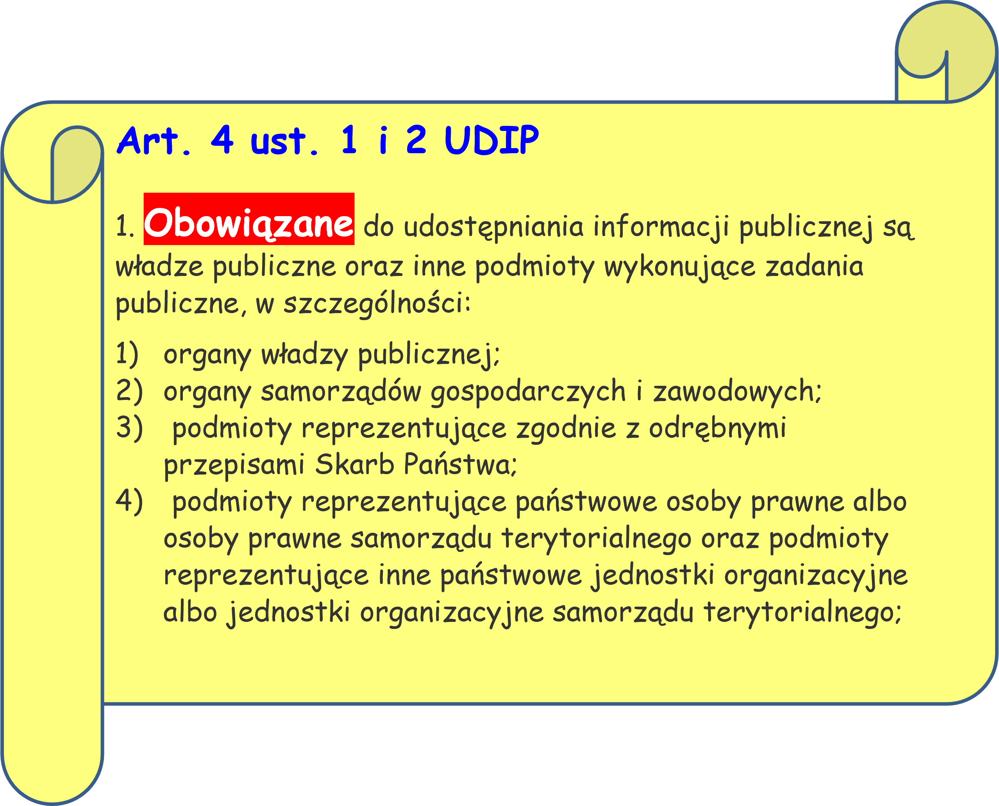 Art. 4 ust. 1 i 2 UDIP
1. Obowiązane do udostępniania informacji publicznej są
władze publiczne oraz inne podmioty wykonujące zadania
publiczne, w szczególności:
1) organy władzy publicznej;
2) organy samorządów gospodarczych i zawodowych;
3) podmioty reprezentujące zgodnie z odrębnymi
przepisami Skarb Państwa;
4) podmioty reprezentujące państwowe osoby prawne albo
osoby prawne samorządu terytorialnego oraz podmioty
reprezentujące inne państwowe jednostki organizacyjne
albo jednostki organizacyjne samorządu terytorialnego;